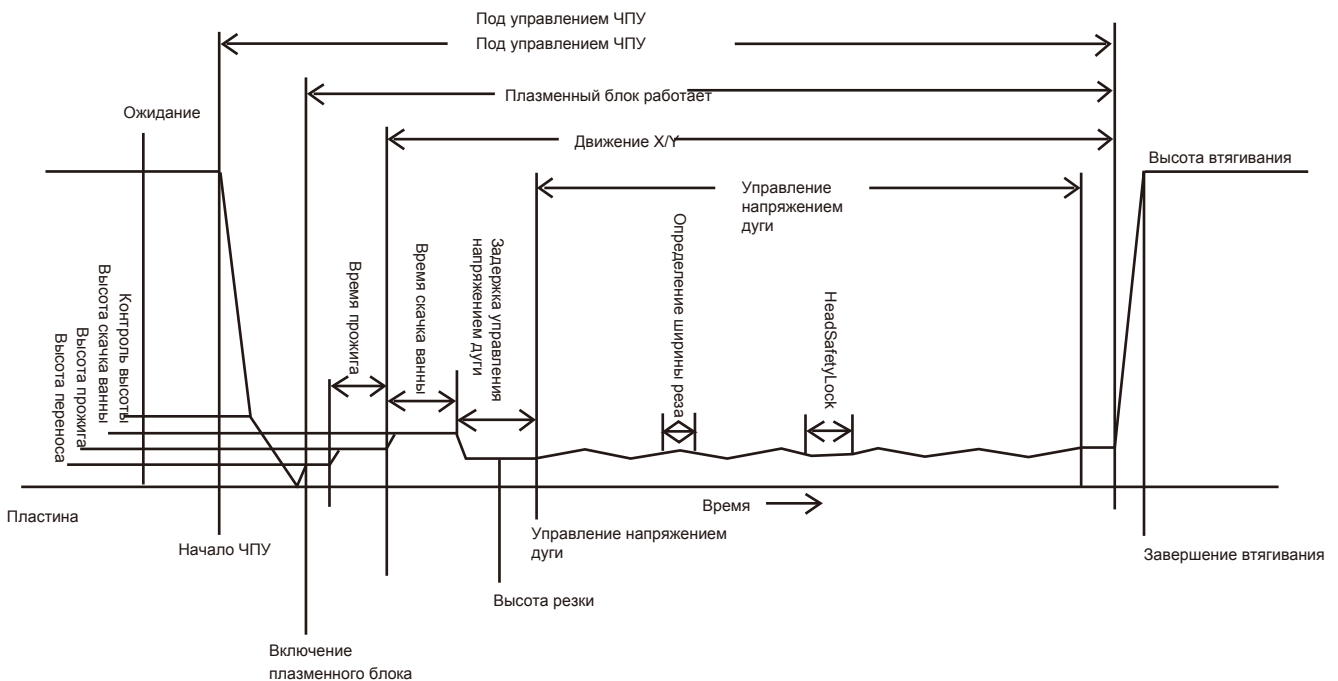 Под управлением ЧПУ
Под управлением ЧПУ
Плазменный блок работает
Ожидание
Движение X/Y
Высота втягивания
Управление
напряжением
дуги
Определение ширины реза
HeadSafetyLock
Задержка управления
напряжением дуги
Время скачка ванны
Время прожига
Контроль высоты
Высота скачка ванны
Высота прожига
Высота переноса
Время
Пластина
Начало ЧПУ
Управление напряжением
дуги
Завершение втягивания
Высота резки
Включение
плазменного блока